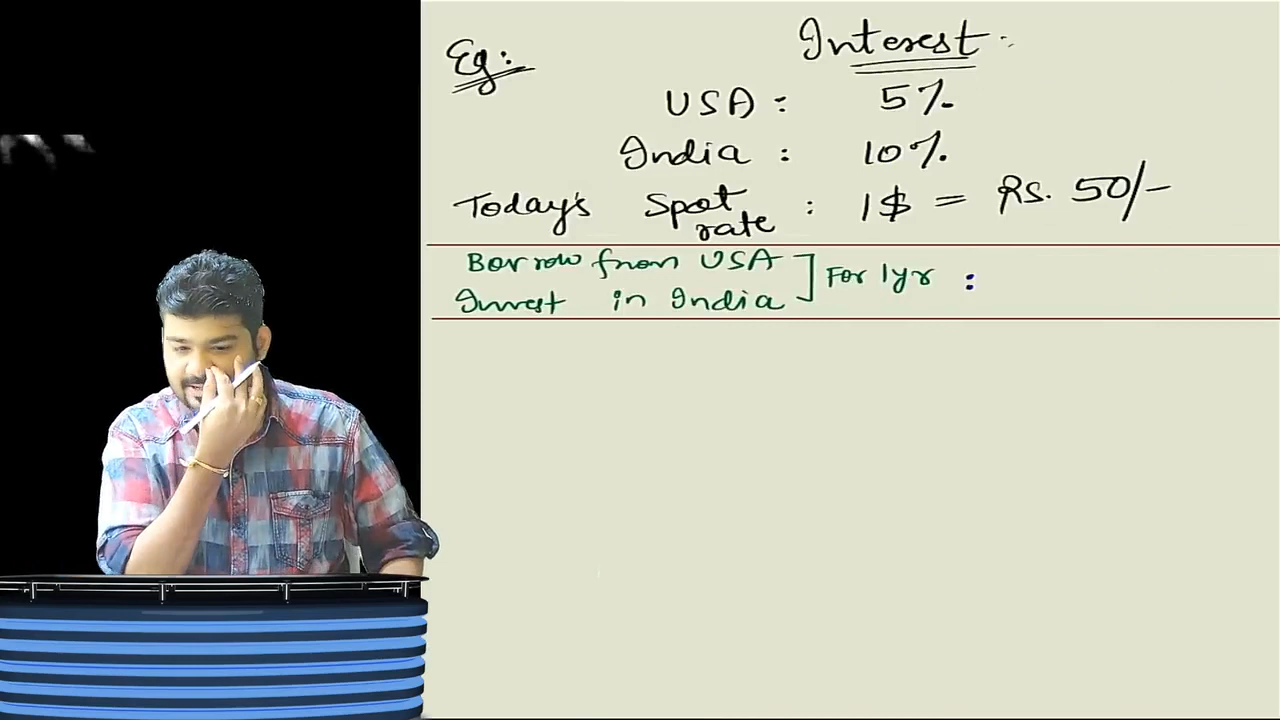 Eg:
Interest:
USA : 5%
India : 10%
Today's Spot rate : 1$ = Rs. 50/-
Borrow from USA
Invest in India ] For 1yr :